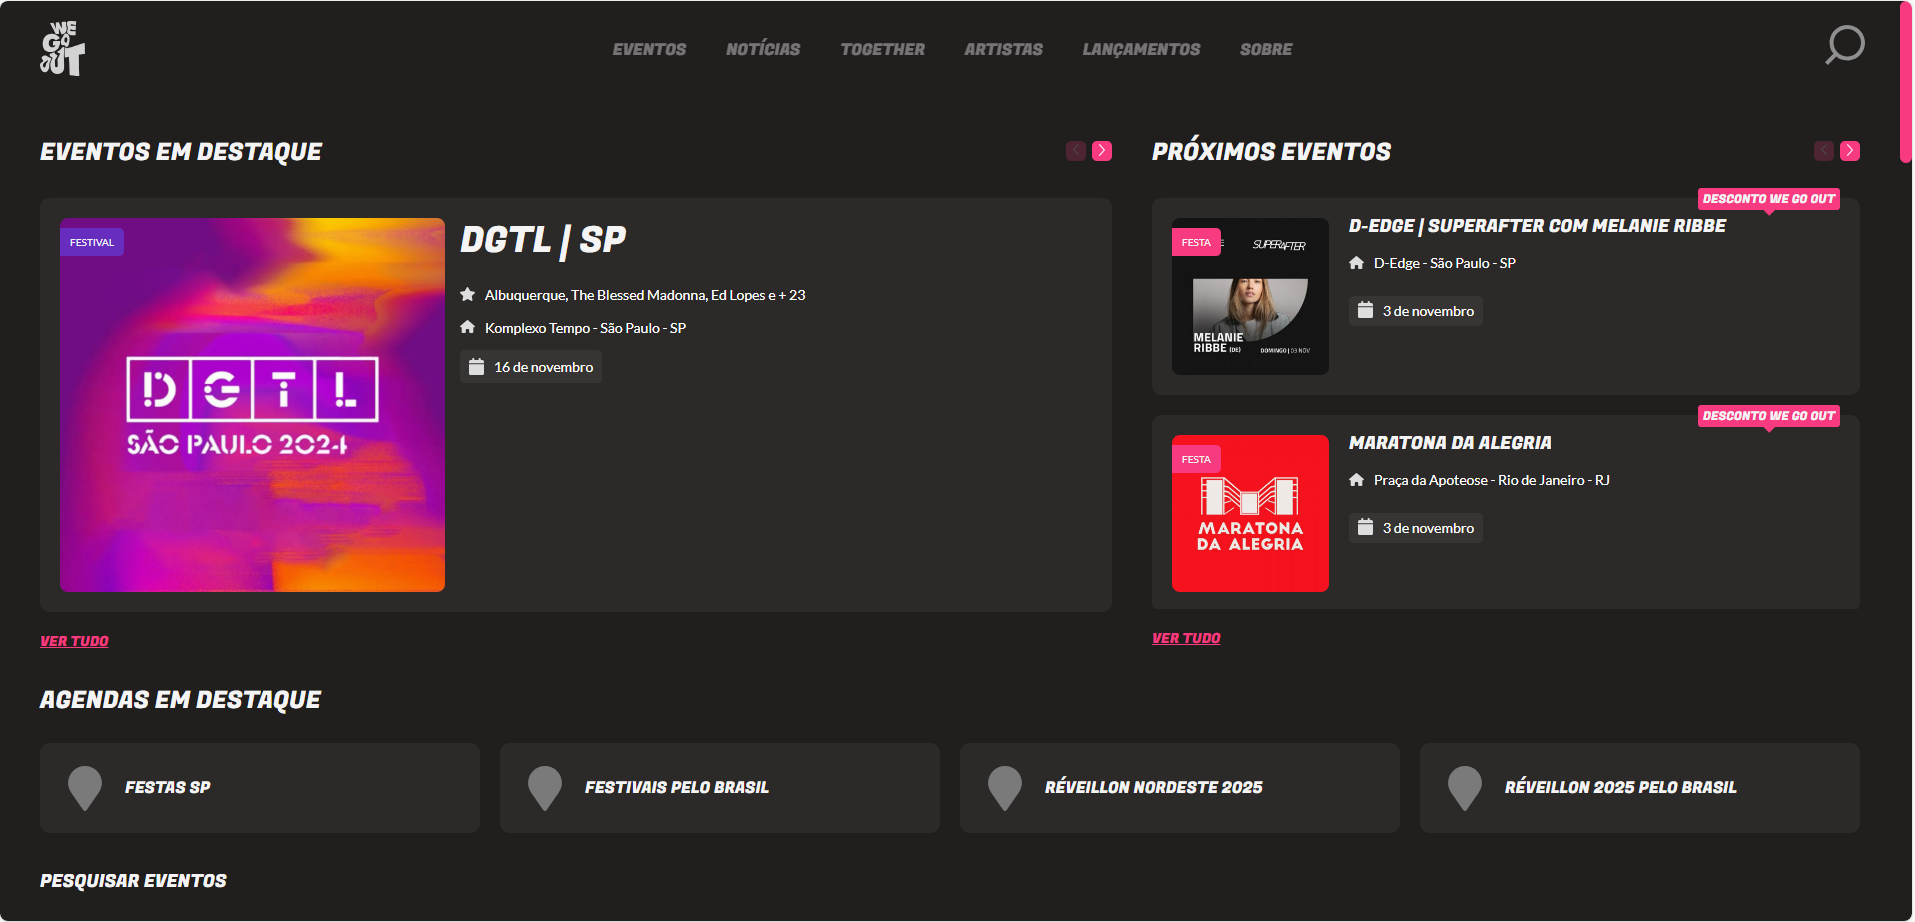 WE
GO
OUT
EVENTOS
NOTÍCIAS
TOGETHER
ARTISTAS
LANÇAMENTOS
SOBRE
EVENTOS EM DESTAQUE
FESTIVAL
DGTL
SÃO PAULO 2024
DGTL | SP
Albuquerque, The Blessed Madonna, Ed Lopes e + 23
Komplexo Tempo - São Paulo - SP
16 de novembro
VER TUDO
PRÓXIMOS EVENTOS
DESCONTO WE GO OUT
FESTA
SUPERAFTER
MELANIE
RIBBE (DE)
DOMINGO | 03 NOV
D-EDGE | SUPERAFTER COM MELANIE RIBBE
D-Edge - São Paulo - SP
3 de novembro
DESCONTO WE GO OUT
FESTA
MARATONA
DA ALEGRIA
MARATONA DA ALEGRIA
Praça da Apoteose - Rio de Janeiro - RJ
3 de novembro
VER TUDO
AGENDAS EM DESTAQUE
FESTAS SP
FESTIVAIS PELO BRASIL
RÉVEILLON NORDESTE 2025
RÉVEILLON 2025 PELO BRASIL
PESQUISAR EVENTOS